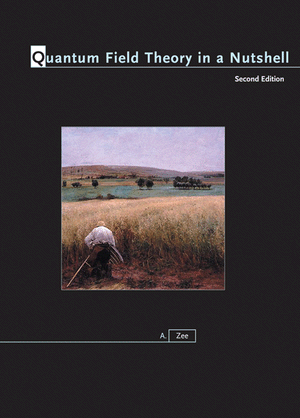 Quantum Field Theory in a Nutshell
Second Edition
A. Zee